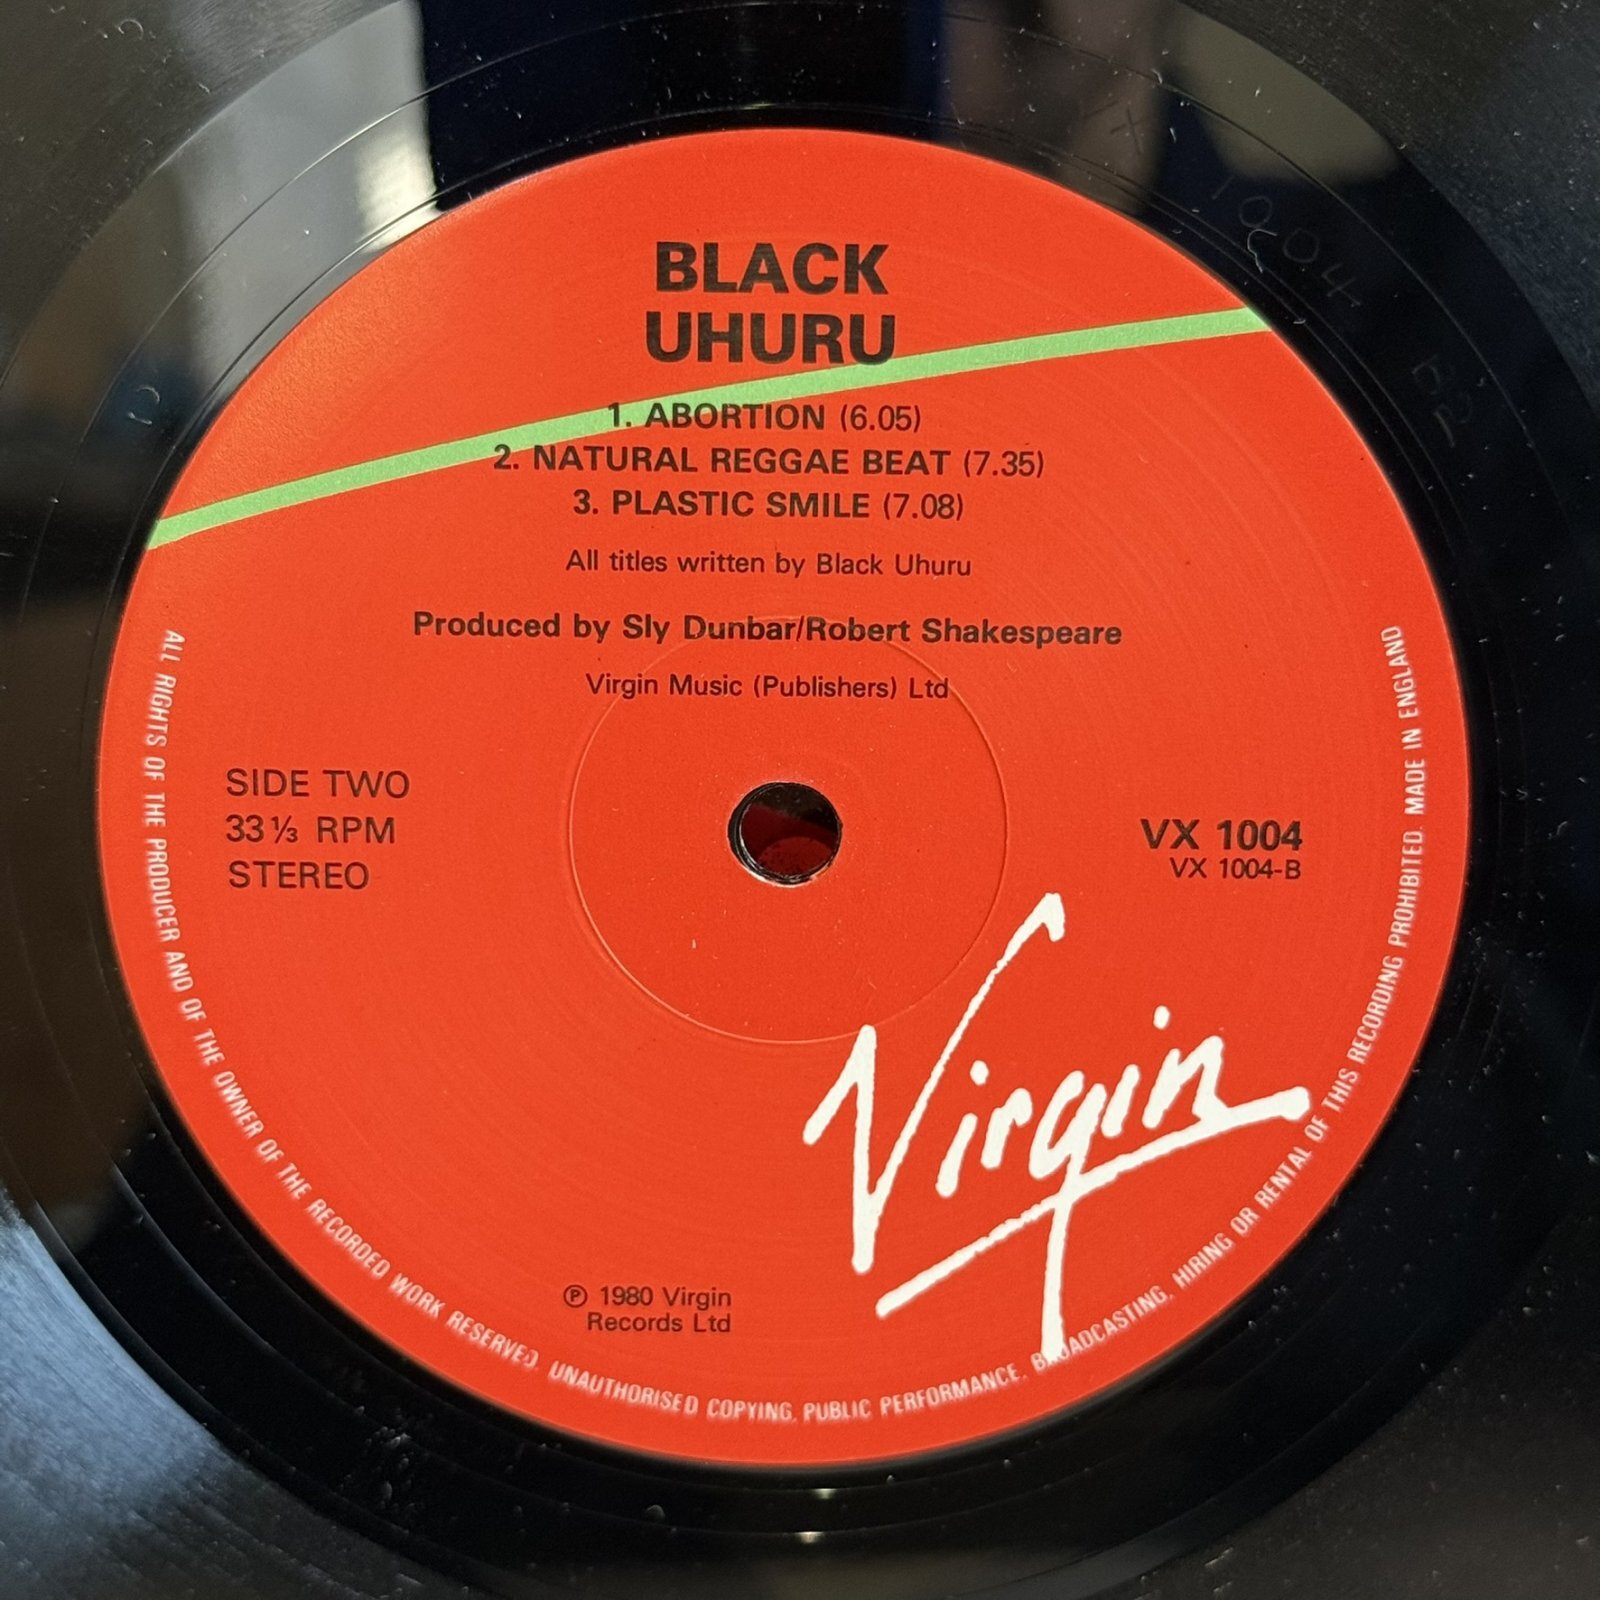 BLACK
UHURU
1. ABORTION (6.05)
2. NATURAL REGGAE BEAT (7.35)
3. PLASTIC SMILE (7.08)
All titles written by Black Uhuru
Produced by Sly Dunbar/Robert Shakespeare
Virgin Music (Publishers) Ltd
SIDE TWO
33⅓ RPM
STEREO
VX 1004
VX 1004-B
Virgin
℗ 1980 Virgin
Records Ltd
ALL RIGHTS OF THE PRODUCER AND OF THE OWNER OF THE RECORDED WORK RESERVED. UNAUTHORISED COPYING, PUBLIC PERFORMANCE, BROADCASTING, HIRING OR RENTAL OF THIS RECORDING PROHIBITED. MADE IN ENGLAND
1004